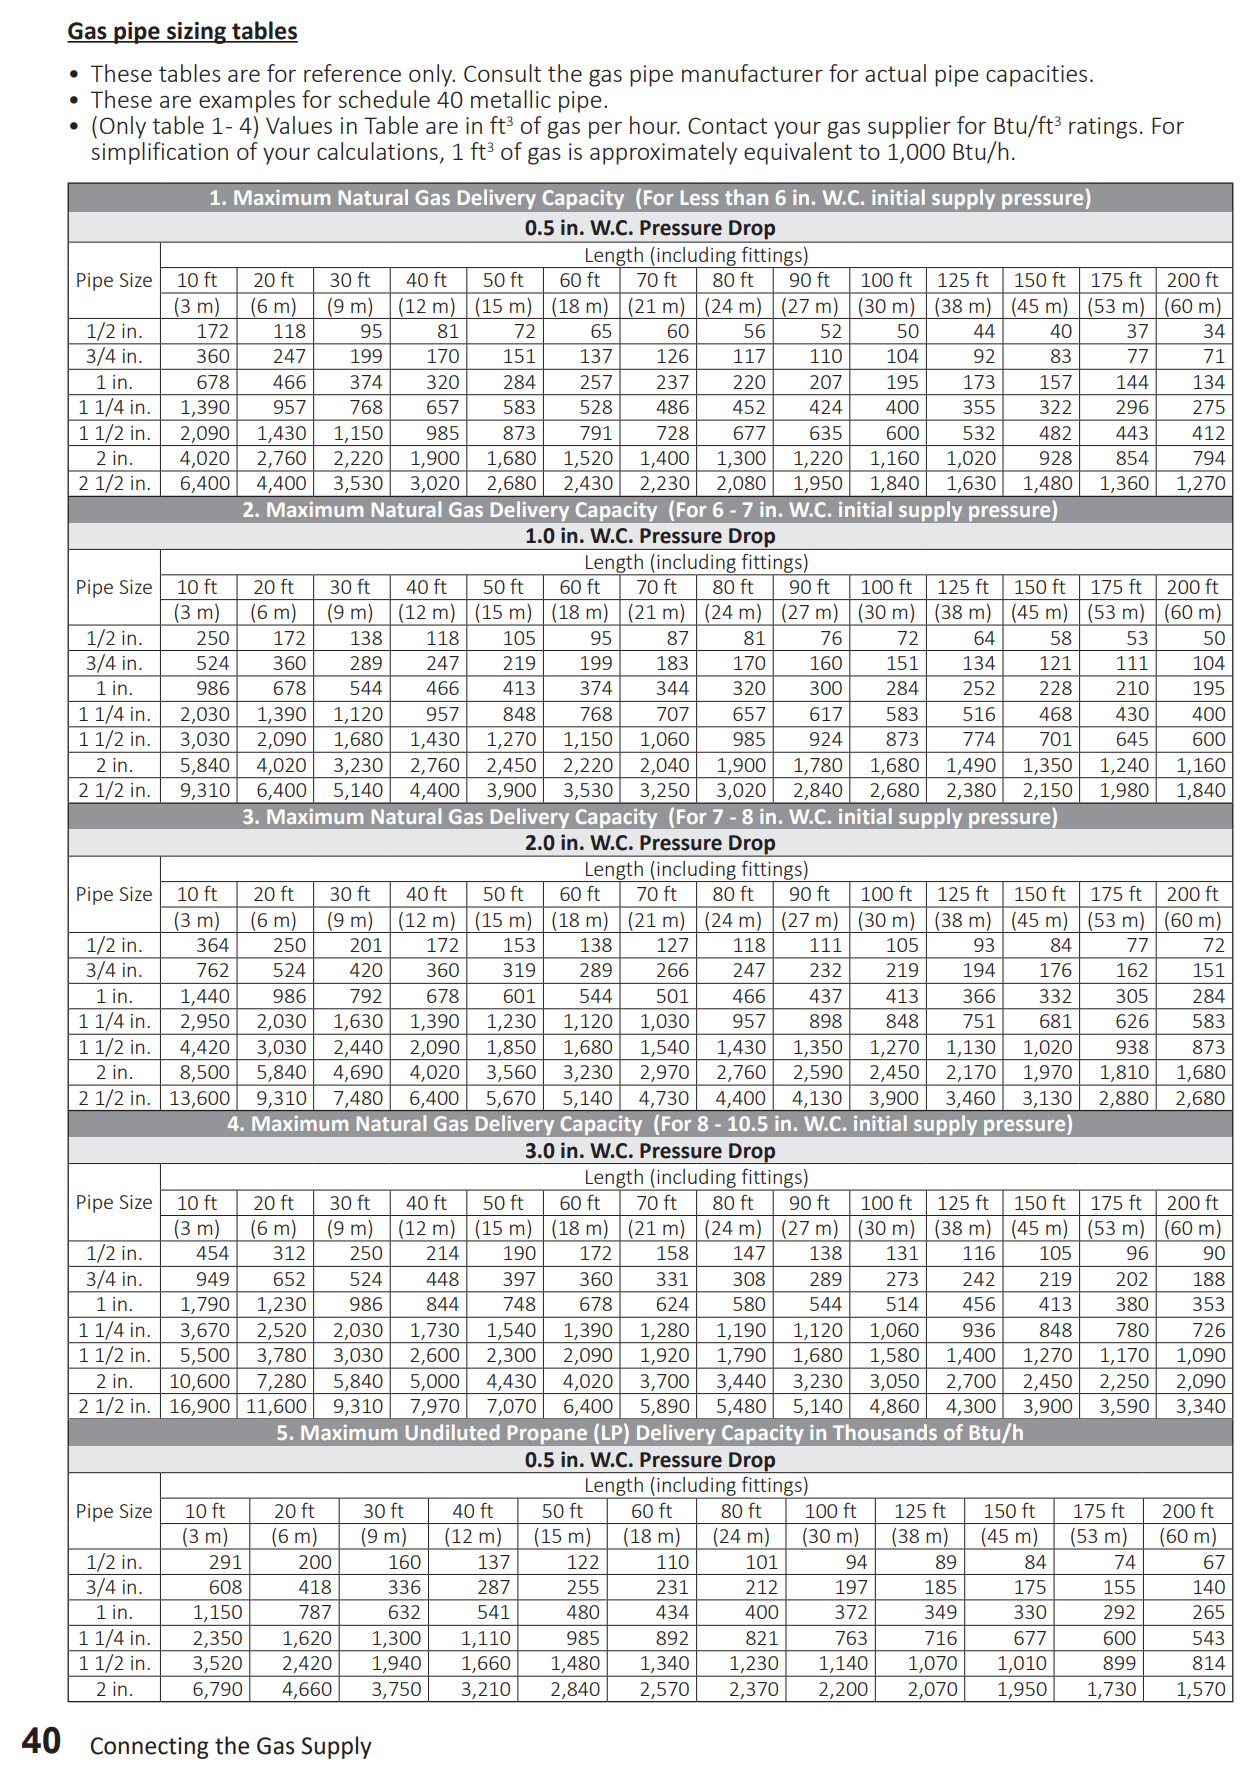 Gas pipe sizing tables
• These tables are for reference only. Consult the gas pipe manufacturer for actual pipe capacities.
• These are examples for schedule 40 metallic pipe.
• (Only table 1- 4) Values in Table are in ft³ of gas per hour. Contact your gas supplier for Btu/ft³ ratings. For
simplification of your calculations, 1 ft³ of gas is approximately equivalent to 1,000 Btu/h.
1. Maximum Natural Gas Delivery Capacity (For Less than 6 in. W.C. initial supply pressure)
0.5 in. W.C. Pressure Drop
Length (including fittings)
Pipe Size 10 ft 20 ft 30 ft 40 ft 50 ft 60 ft 70 ft 80 ft 90 ft 100 ft 125 ft 150 ft 175 ft 200 ft
(3 m) (6 m) (9 m) (12 m) (15 m) (18 m) (21 m) (24 m) (27 m) (30 m) (38 m) (45 m) (53 m) (60 m)
1/2 in. 172 118 95 81 72 65 60 56 52 50 44 40 37 34
3/4 in. 360 247 199 170 151 137 126 117 110 104 92 83 77 71
1 in. 678 466 374 320 284 257 237 220 207 195 173 157 144 134
1 1/4 in. 1,390 957 768 657 583 528 486 452 424 400 355 322 296 275
1 1/2 in. 2,090 1,430 1,150 985 873 791 728 677 635 600 532 482 443 412
2 in. 4,020 2,760 2,220 1,900 1,680 1,520 1,400 1,300 1,220 1,160 1,020 928 854 794
2 1/2 in. 6,400 4,400 3,530 3,020 2,680 2,430 2,230 2,080 1,950 1,840 1,630 1,480 1,360 1,270
2. Maximum Natural Gas Delivery Capacity (For 6 - 7 in. W.C. initial supply pressure)
1.0 in. W.C. Pressure Drop
Length (including fittings)
Pipe Size 10 ft 20 ft 30 ft 40 ft 50 ft 60 ft 70 ft 80 ft 90 ft 100 ft 125 ft 150 ft 175 ft 200 ft
(3 m) (6 m) (9 m) (12 m) (15 m) (18 m) (21 m) (24 m) (27 m) (30 m) (38 m) (45 m) (53 m) (60 m)
1/2 in. 250 172 138 118 105 95 87 81 76 72 64 58 53 50
3/4 in. 524 360 289 247 219 199 183 170 160 151 134 121 111 104
1 in. 986 678 544 466 413 374 344 320 300 284 252 228 210 195
1 1/4 in. 2,030 1,390 1,120 957 848 768 707 657 617 583 516 468 430 400
1 1/2 in. 3,030 2,090 1,680 1,430 1,270 1,150 1,060 985 924 873 774 701 645 600
2 in. 5,840 4,020 3,230 2,760 2,450 2,220 2,040 1,900 1,780 1,680 1,490 1,350 1,240 1,160
2 1/2 in. 9,310 6,400 5,140 4,400 3,900 3,530 3,250 3,020 2,840 2,680 2,380 2,150 1,980 1,840
3. Maximum Natural Gas Delivery Capacity (For 7 - 8 in. W.C. initial supply pressure)
2.0 in. W.C. Pressure Drop
Length (including fittings)
Pipe Size 10 ft 20 ft 30 ft 40 ft 50 ft 60 ft 70 ft 80 ft 90 ft 100 ft 125 ft 150 ft 175 ft 200 ft
(3 m) (6 m) (9 m) (12 m) (15 m) (18 m) (21 m) (24 m) (27 m) (30 m) (38 m) (45 m) (53 m) (60 m)
1/2 in. 364 250 201 172 153 138 127 118 111 105 93 84 77 72
3/4 in. 762 524 420 360 319 289 266 247 232 219 194 176 162 151
1 in. 1,440 986 792 678 601 544 501 466 437 413 366 332 305 284
1 1/4 in. 2,950 2,030 1,630 1,390 1,230 1,120 1,030 957 898 848 751 681 626 583
1 1/2 in. 4,420 3,030 2,440 2,090 1,850 1,680 1,540 1,430 1,350 1,270 1,130 1,020 938 873
2 in. 8,500 5,840 4,690 4,020 3,560 3,230 2,970 2,760 2,590 2,450 2,170 1,970 1,810 1,680
2 1/2 in. 13,600 9,310 7,480 6,400 5,670 5,140 4,730 4,400 4,130 3,900 3,460 3,130 2,880 2,680
4. Maximum Natural Gas Delivery Capacity (For 8 - 10.5 in. W.C. initial supply pressure)
3.0 in. W.C. Pressure Drop
Length (including fittings)
Pipe Size 10 ft 20 ft 30 ft 40 ft 50 ft 60 ft 70 ft 80 ft 90 ft 100 ft 125 ft 150 ft 175 ft 200 ft
(3 m) (6 m) (9 m) (12 m) (15 m) (18 m) (21 m) (24 m) (27 m) (30 m) (38 m) (45 m) (53 m) (60 m)
1/2 in. 454 312 250 214 190 172 158 147 138 131 116 105 96 90
3/4 in. 949 652 524 448 397 360 331 308 289 273 242 219 202 188
1 in. 1,790 1,230 986 844 748 678 624 580 544 514 456 413 380 353
1 1/4 in. 3,670 2,520 2,030 1,730 1,540 1,390 1,280 1,190 1,120 1,060 936 848 780 726
1 1/2 in. 5,500 3,780 3,030 2,600 2,300 2,090 1,920 1,790 1,680 1,580 1,400 1,270 1,170 1,090
2 in. 10,600 7,280 5,840 5,000 4,430 4,020 3,700 3,440 3,230 3,050 2,700 2,450 2,250 2,090
2 1/2 in. 16,900 11,600 9,310 7,970 7,070 6,400 5,890 5,480 5,140 4,860 4,300 3,900 3,590 3,340
5. Maximum Undiluted Propane (LP) Delivery Capacity in Thousands of Btu/h
0.5 in. W.C. Pressure Drop
Length (including fittings)
Pipe Size 10 ft 20 ft 30 ft 40 ft 50 ft 60 ft 80 ft 100 ft 125 ft 150 ft 175 ft 200 ft
(3 m) (6 m) (9 m) (12 m) (15 m) (18 m) (24 m) (30 m) (38 m) (45 m) (53 m) (60 m)
1/2 in. 291 200 160 137 122 110 101 94 89 84 74 67
3/4 in. 608 418 336 287 255 231 212 197 185 175 155 140
1 in. 1,150 787 632 541 480 434 400 372 349 330 292 265
1 1/4 in. 2,350 1,620 1,300 1,110 985 892 821 763 716 677 600 543
1 1/2 in. 3,520 2,420 1,940 1,660 1,480 1,340 1,230 1,140 1,070 1,010 899 814
2 in. 6,790 4,660 3,750 3,210 2,840 2,570 2,370 2,200 2,070 1,950 1,730 1,570
40 Connecting the Gas Supply